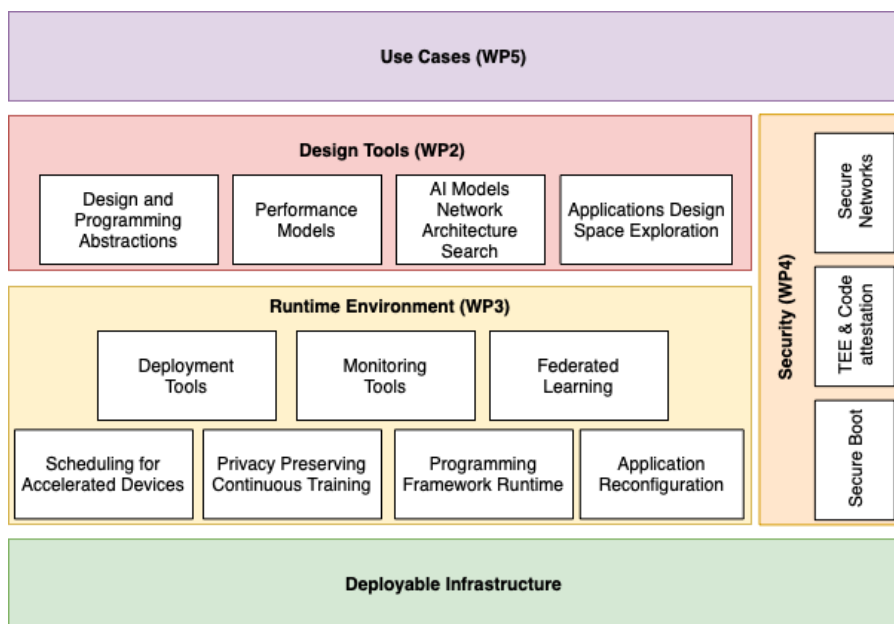 Use Cases (WP5)
Design Tools (WP2)
Design and
Programming
Abstractions
Performance
Models
AI Models
Network
Architecture
Search
Applications Design
Space Exploration
Runtime Environment (WP3)
Deployment
Tools
Monitoring
Tools
Federated
Learning
Scheduling for
Accelerated Devices
Privacy Preserving
Continuous Training
Programming
Framework Runtime
Application
Reconfiguration
Security (WP4)
Secure
Networks
TEE & Code
attestation
Secure Boot
Deployable Infrastructure